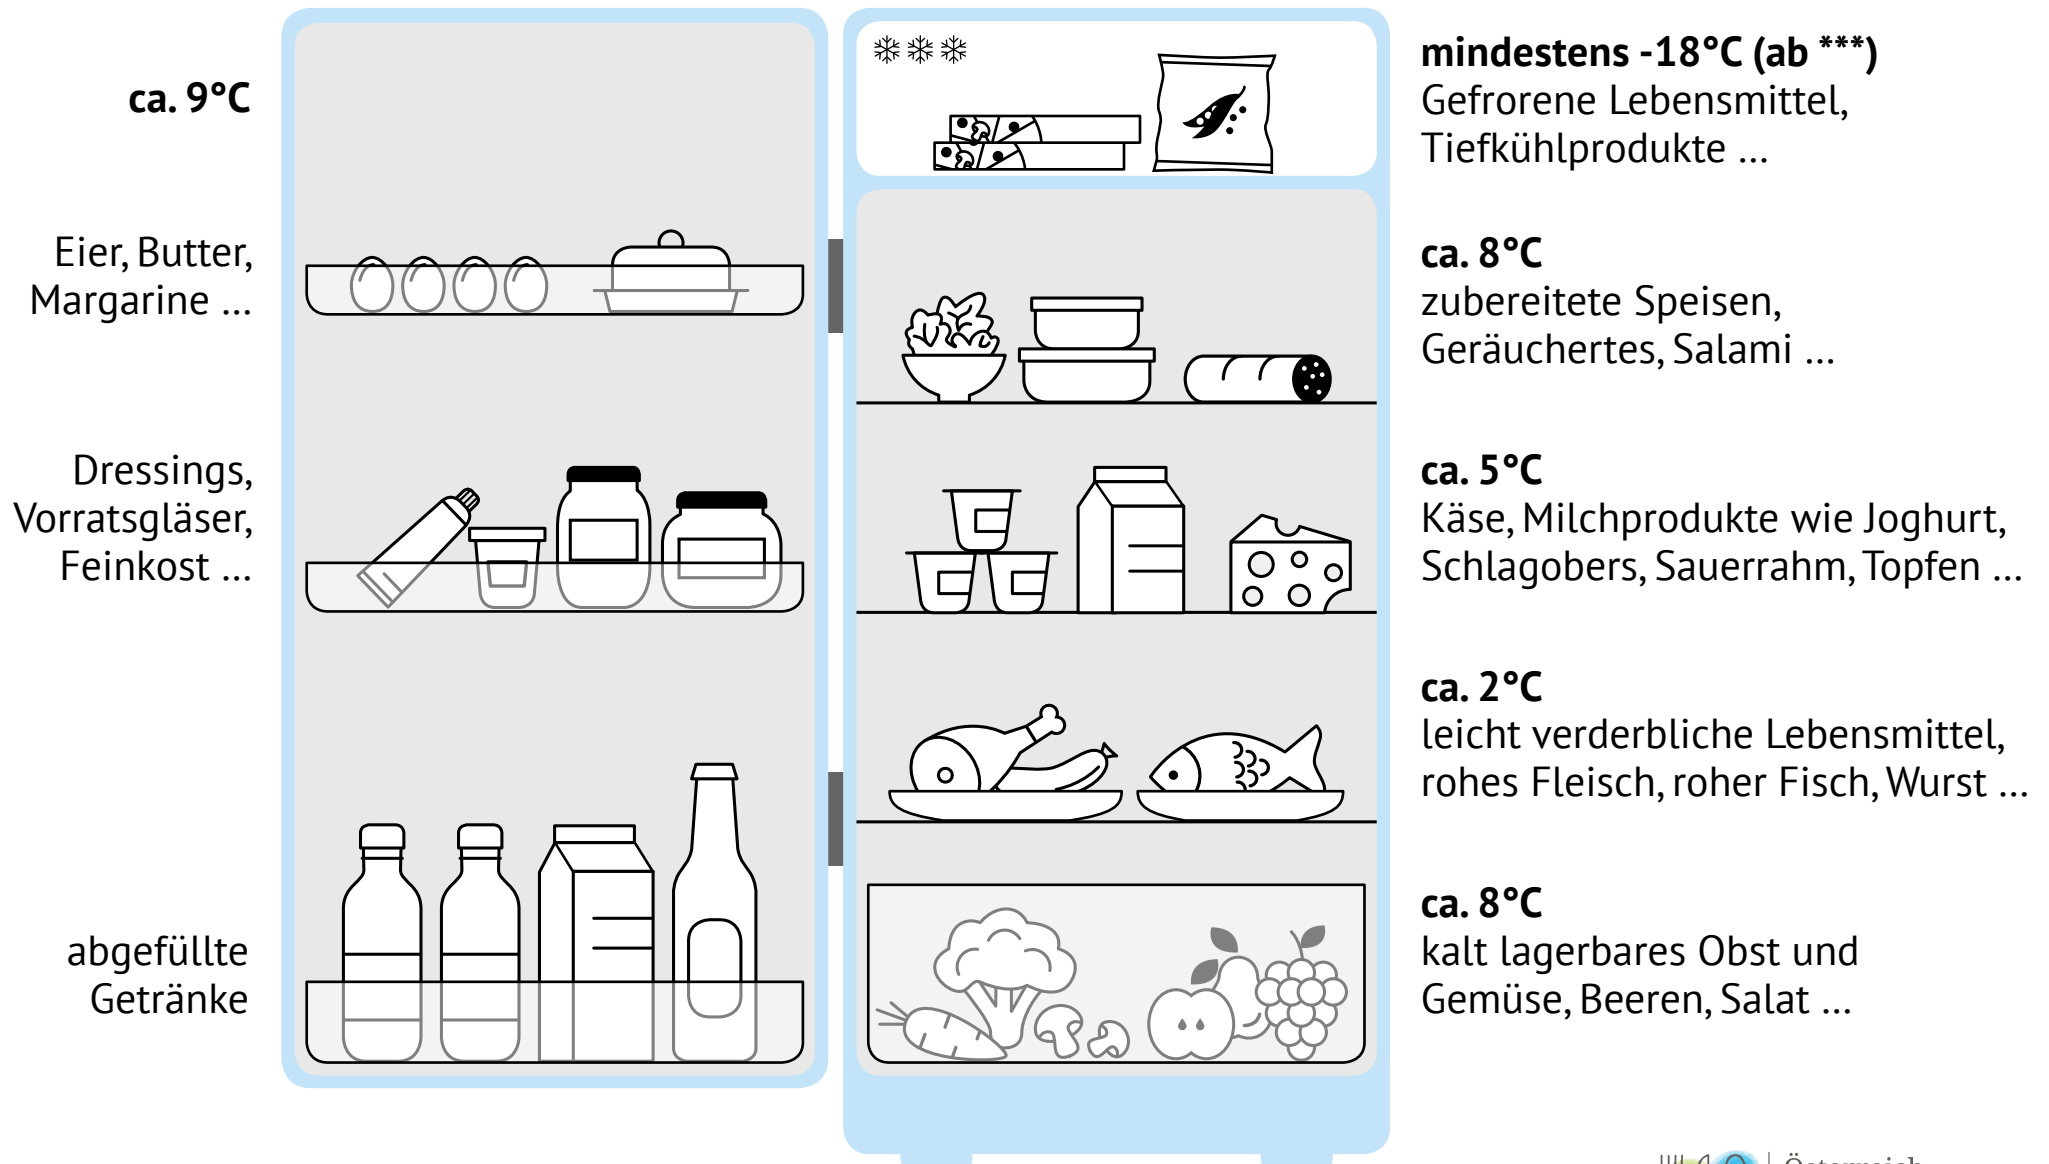 ca. 9°C
Eier, Butter,
Margarine ...
Dressings,
Vorratsgläser,
Feinkost ...
abgefüllte
Getränke
mindestens -18°C (ab ***)
Gefrorene Lebensmittel,
Tiefkühlprodukte ...
ca. 8°C
zubereitete Speisen,
Geräuchertes, Salami ...
ca. 5°C
Käse, Milchprodukte wie Joghurt,
Schlagobers, Sauerrahm, Topfen ...
ca. 2°C
leicht verderbliche Lebensmittel,
rohes Fleisch, roher Fisch, Wurst ...
ca. 8°C
kalt lagerbares Obst und
Gemüse, Beeren, Salat ...